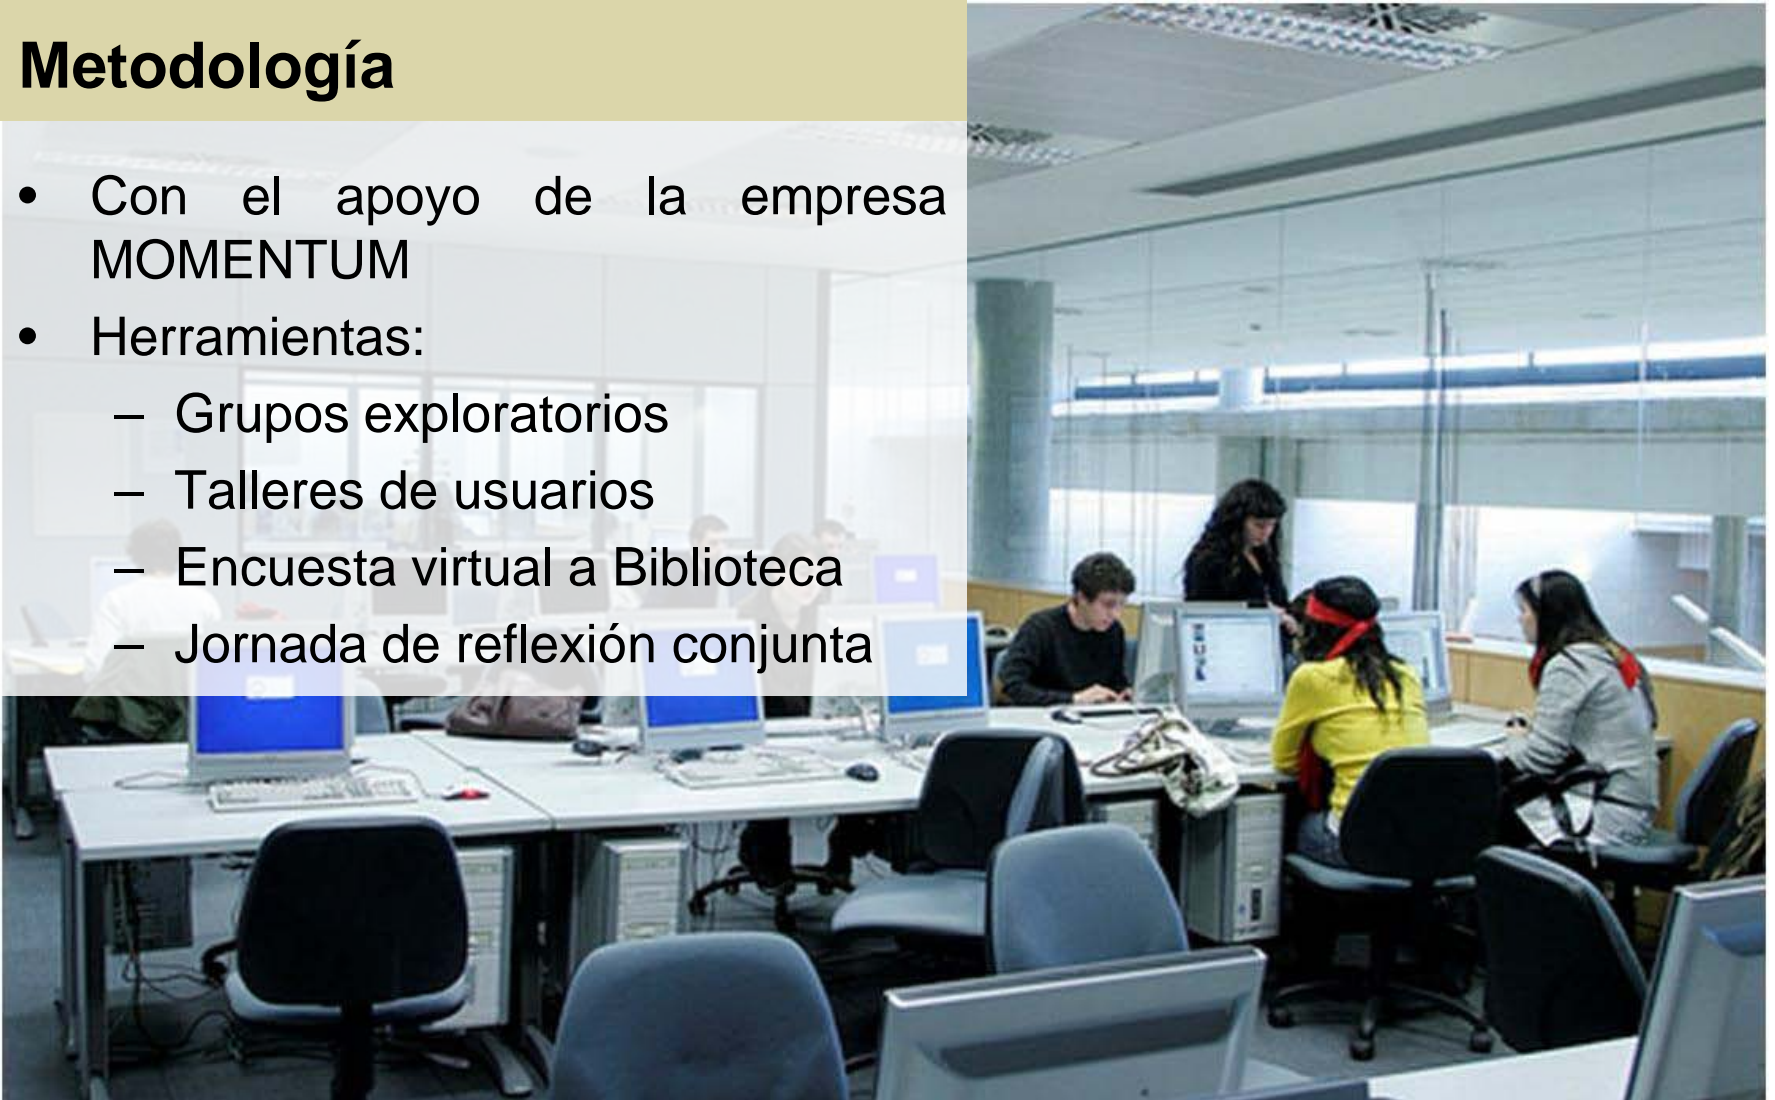 Metodología
• Con el apoyo de la empresa
MOMENTUM
• Herramientas:
– Grupos exploratorios
– Talleres de usuarios
– Encuesta virtual a Biblioteca
– Jornada de reflexión conjunta